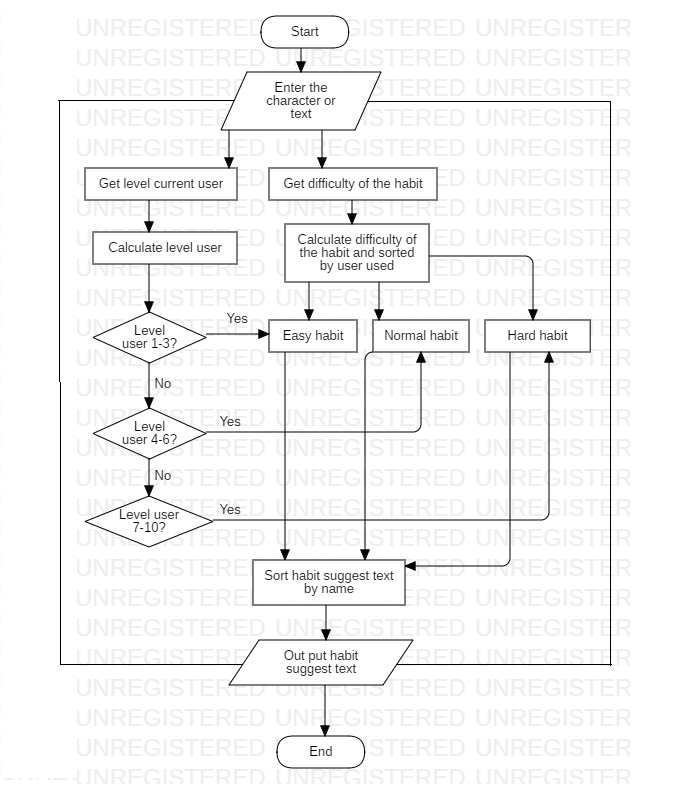 Start
Enter the
character or
text
Get level current user
Get difficulty of the habit
Calculate level user
Calculate difficulty of
the habit and sorted
by user used
Level
user 1-3?
Yes
Easy habit
Normal habit
Hard habit
No
Level
user 4-6?
Yes
No
Level user
7-10?
Yes
Sort habit suggest text
by name
Out put habit
suggest text
End
UNREGISTERED UNREGISTERED UNREGISTER